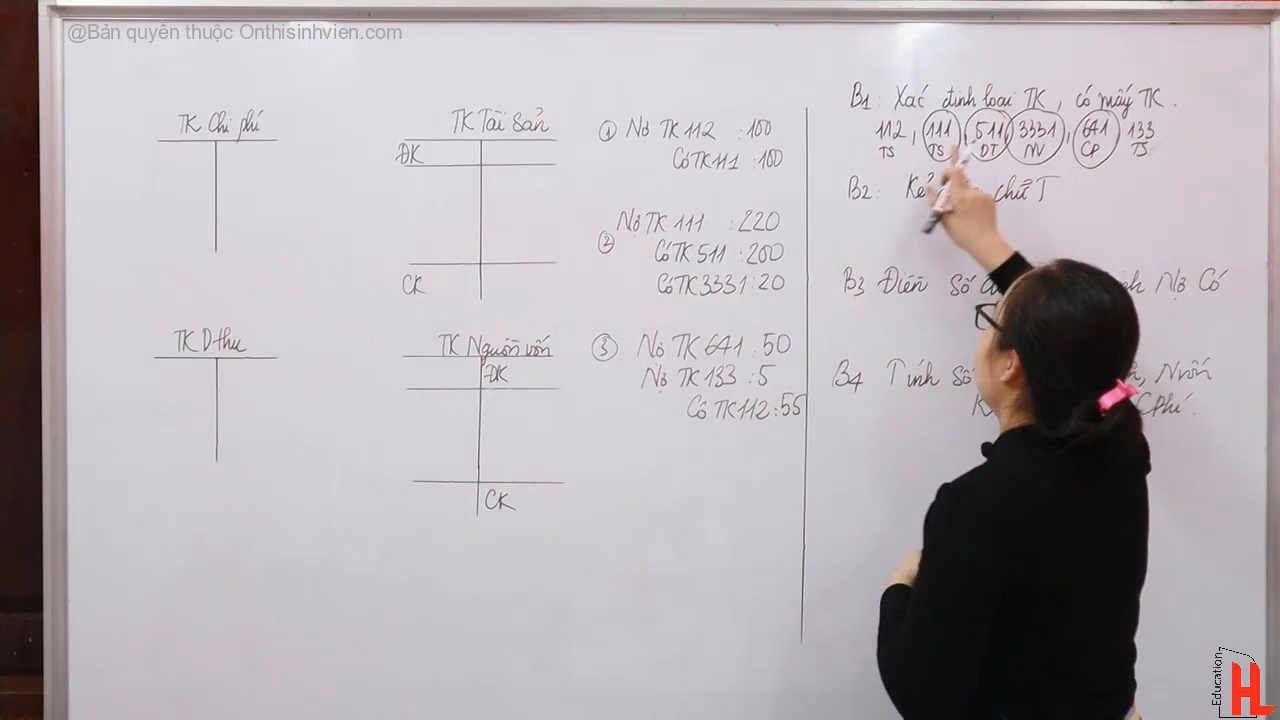 @Bản quyền thuộc Onthisinhvien.com
TK Chi phí
TK Tài Sản
ĐK
CK
TK Dthu
TK Nguồn vốn
ĐK
CK
① Nợ TK 112 : 100
Có TK 111 : 100
② Nợ TK 111 : 220
Có TK 511 : 200
Có TK 3331 : 20
③ Nợ TK 641 : 50
Nợ TK 133 : 5
Có TK 112 : 55
B1 : Xác định loại TK , có mấy TK .
112 , 111 , 511 , 3331 , 641 , 133
TS TS DT NV CP TS
B2 : Kẻ chữ T
B3 Điền số Nợ Có
B4 Tính Số , Nvốn
CPhí .
Education
HL